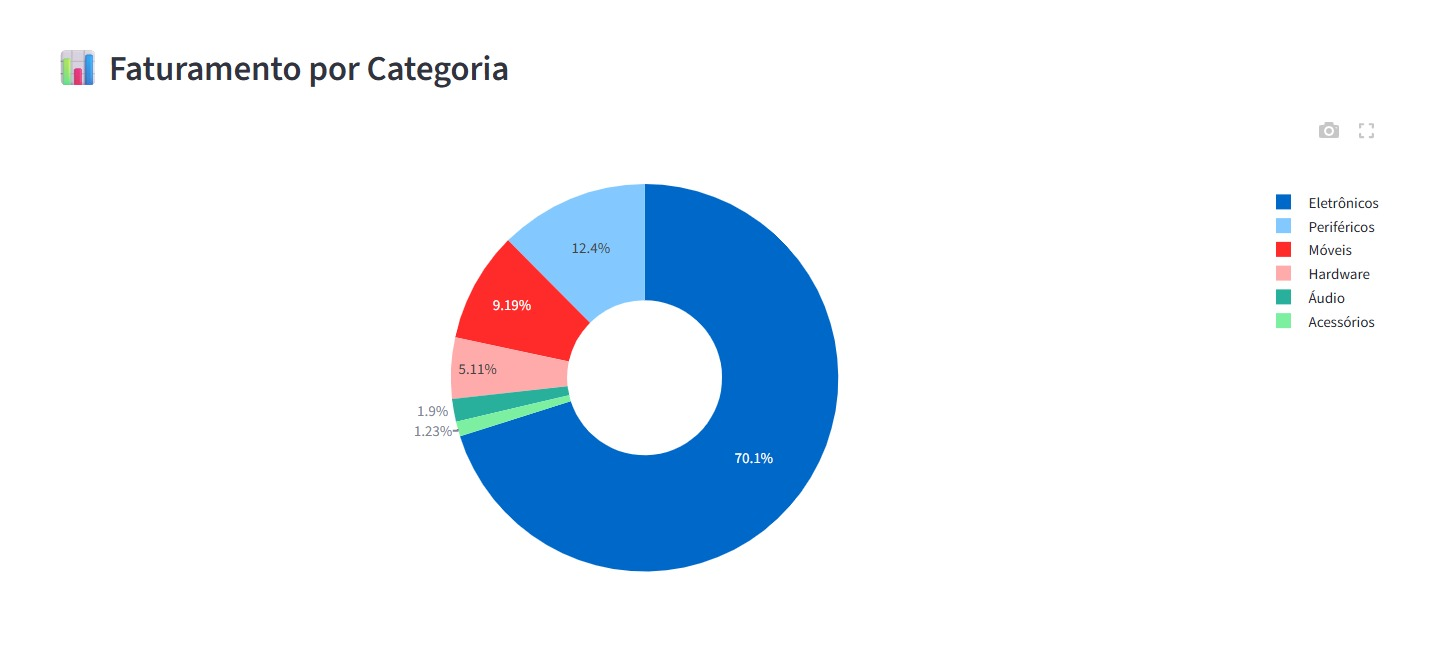 Faturamento por Categoria
Eletrônicos
Periféricos
Móveis
Hardware
Áudio
Acessórios
12.4%
9.19%
5.11%
1.9%
1.23%
70.1%